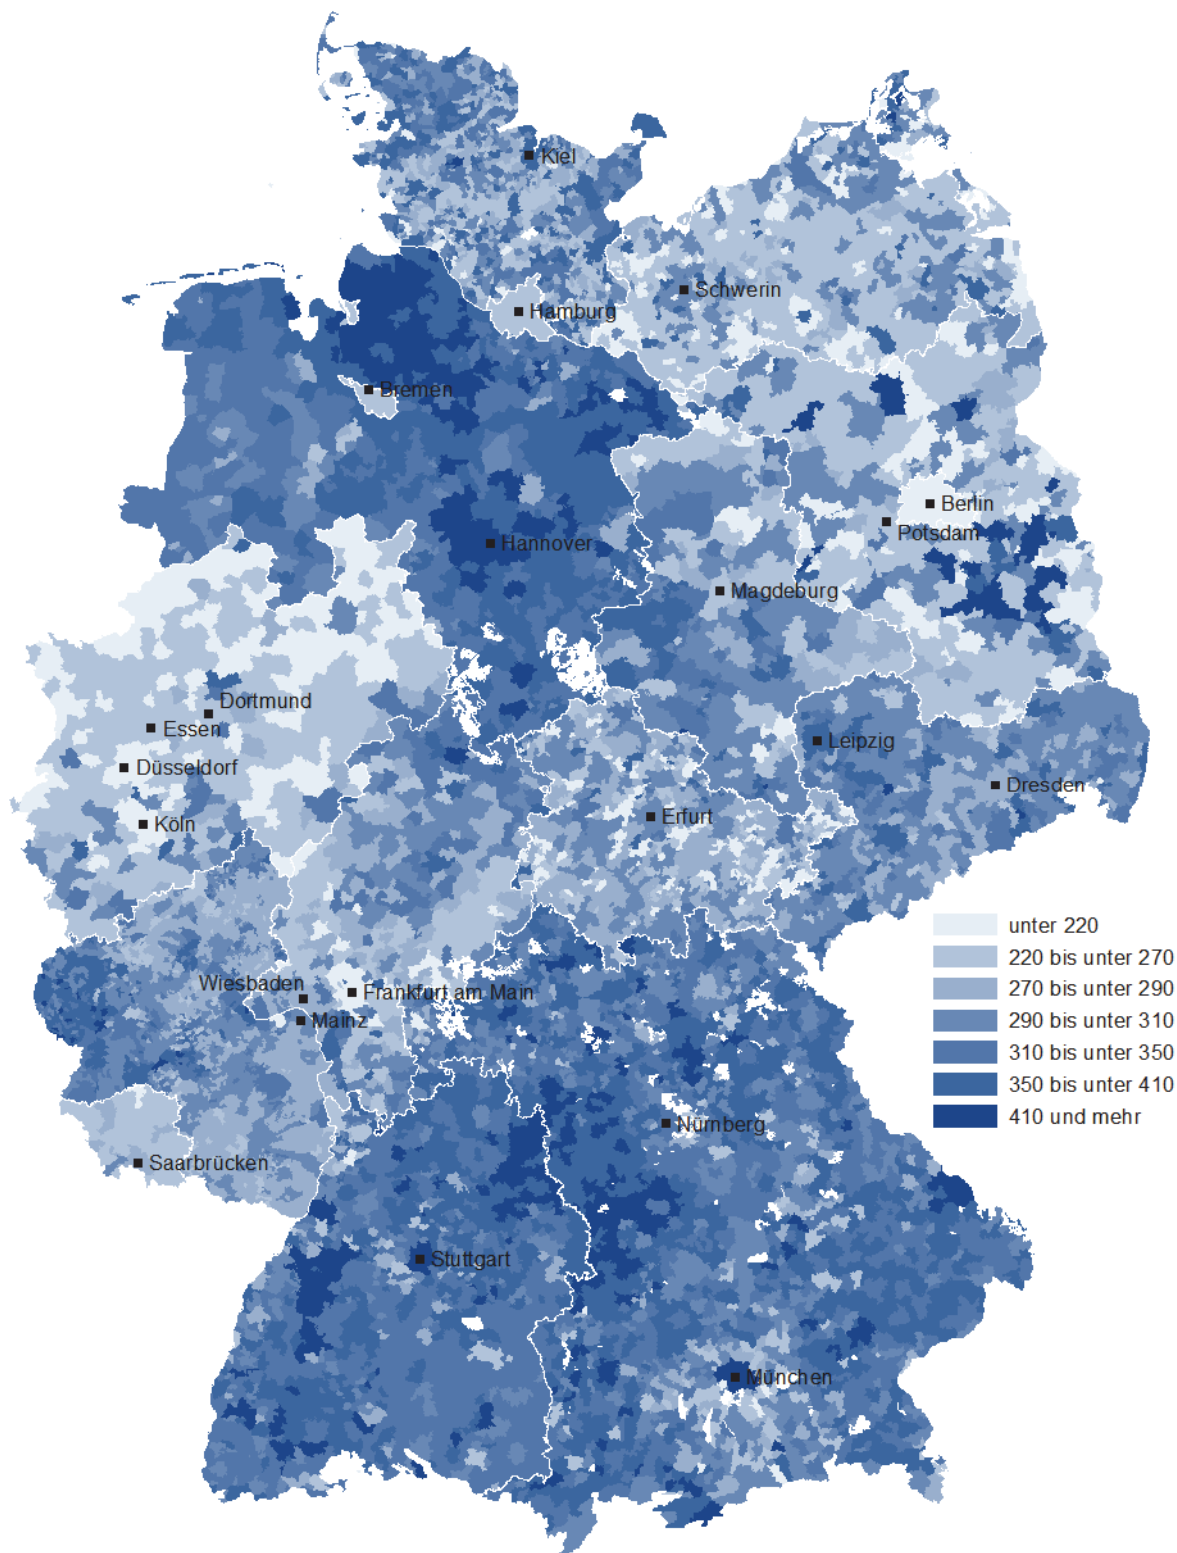 Kiel
Schwerin
Hamburg
Bremen
Berlin
Potsdam
Hannover
Magdeburg
Dortmund
Essen
Düsseldorf
Leipzig
Dresden
Köln
Erfurt
Wiesbaden
Frankfurt am Main
Mainz
Nürnberg
Saarbrücken
Stuttgart
München
unter 220
220 bis unter 270
270 bis unter 290
290 bis unter 310
310 bis unter 350
350 bis unter 410
410 und mehr